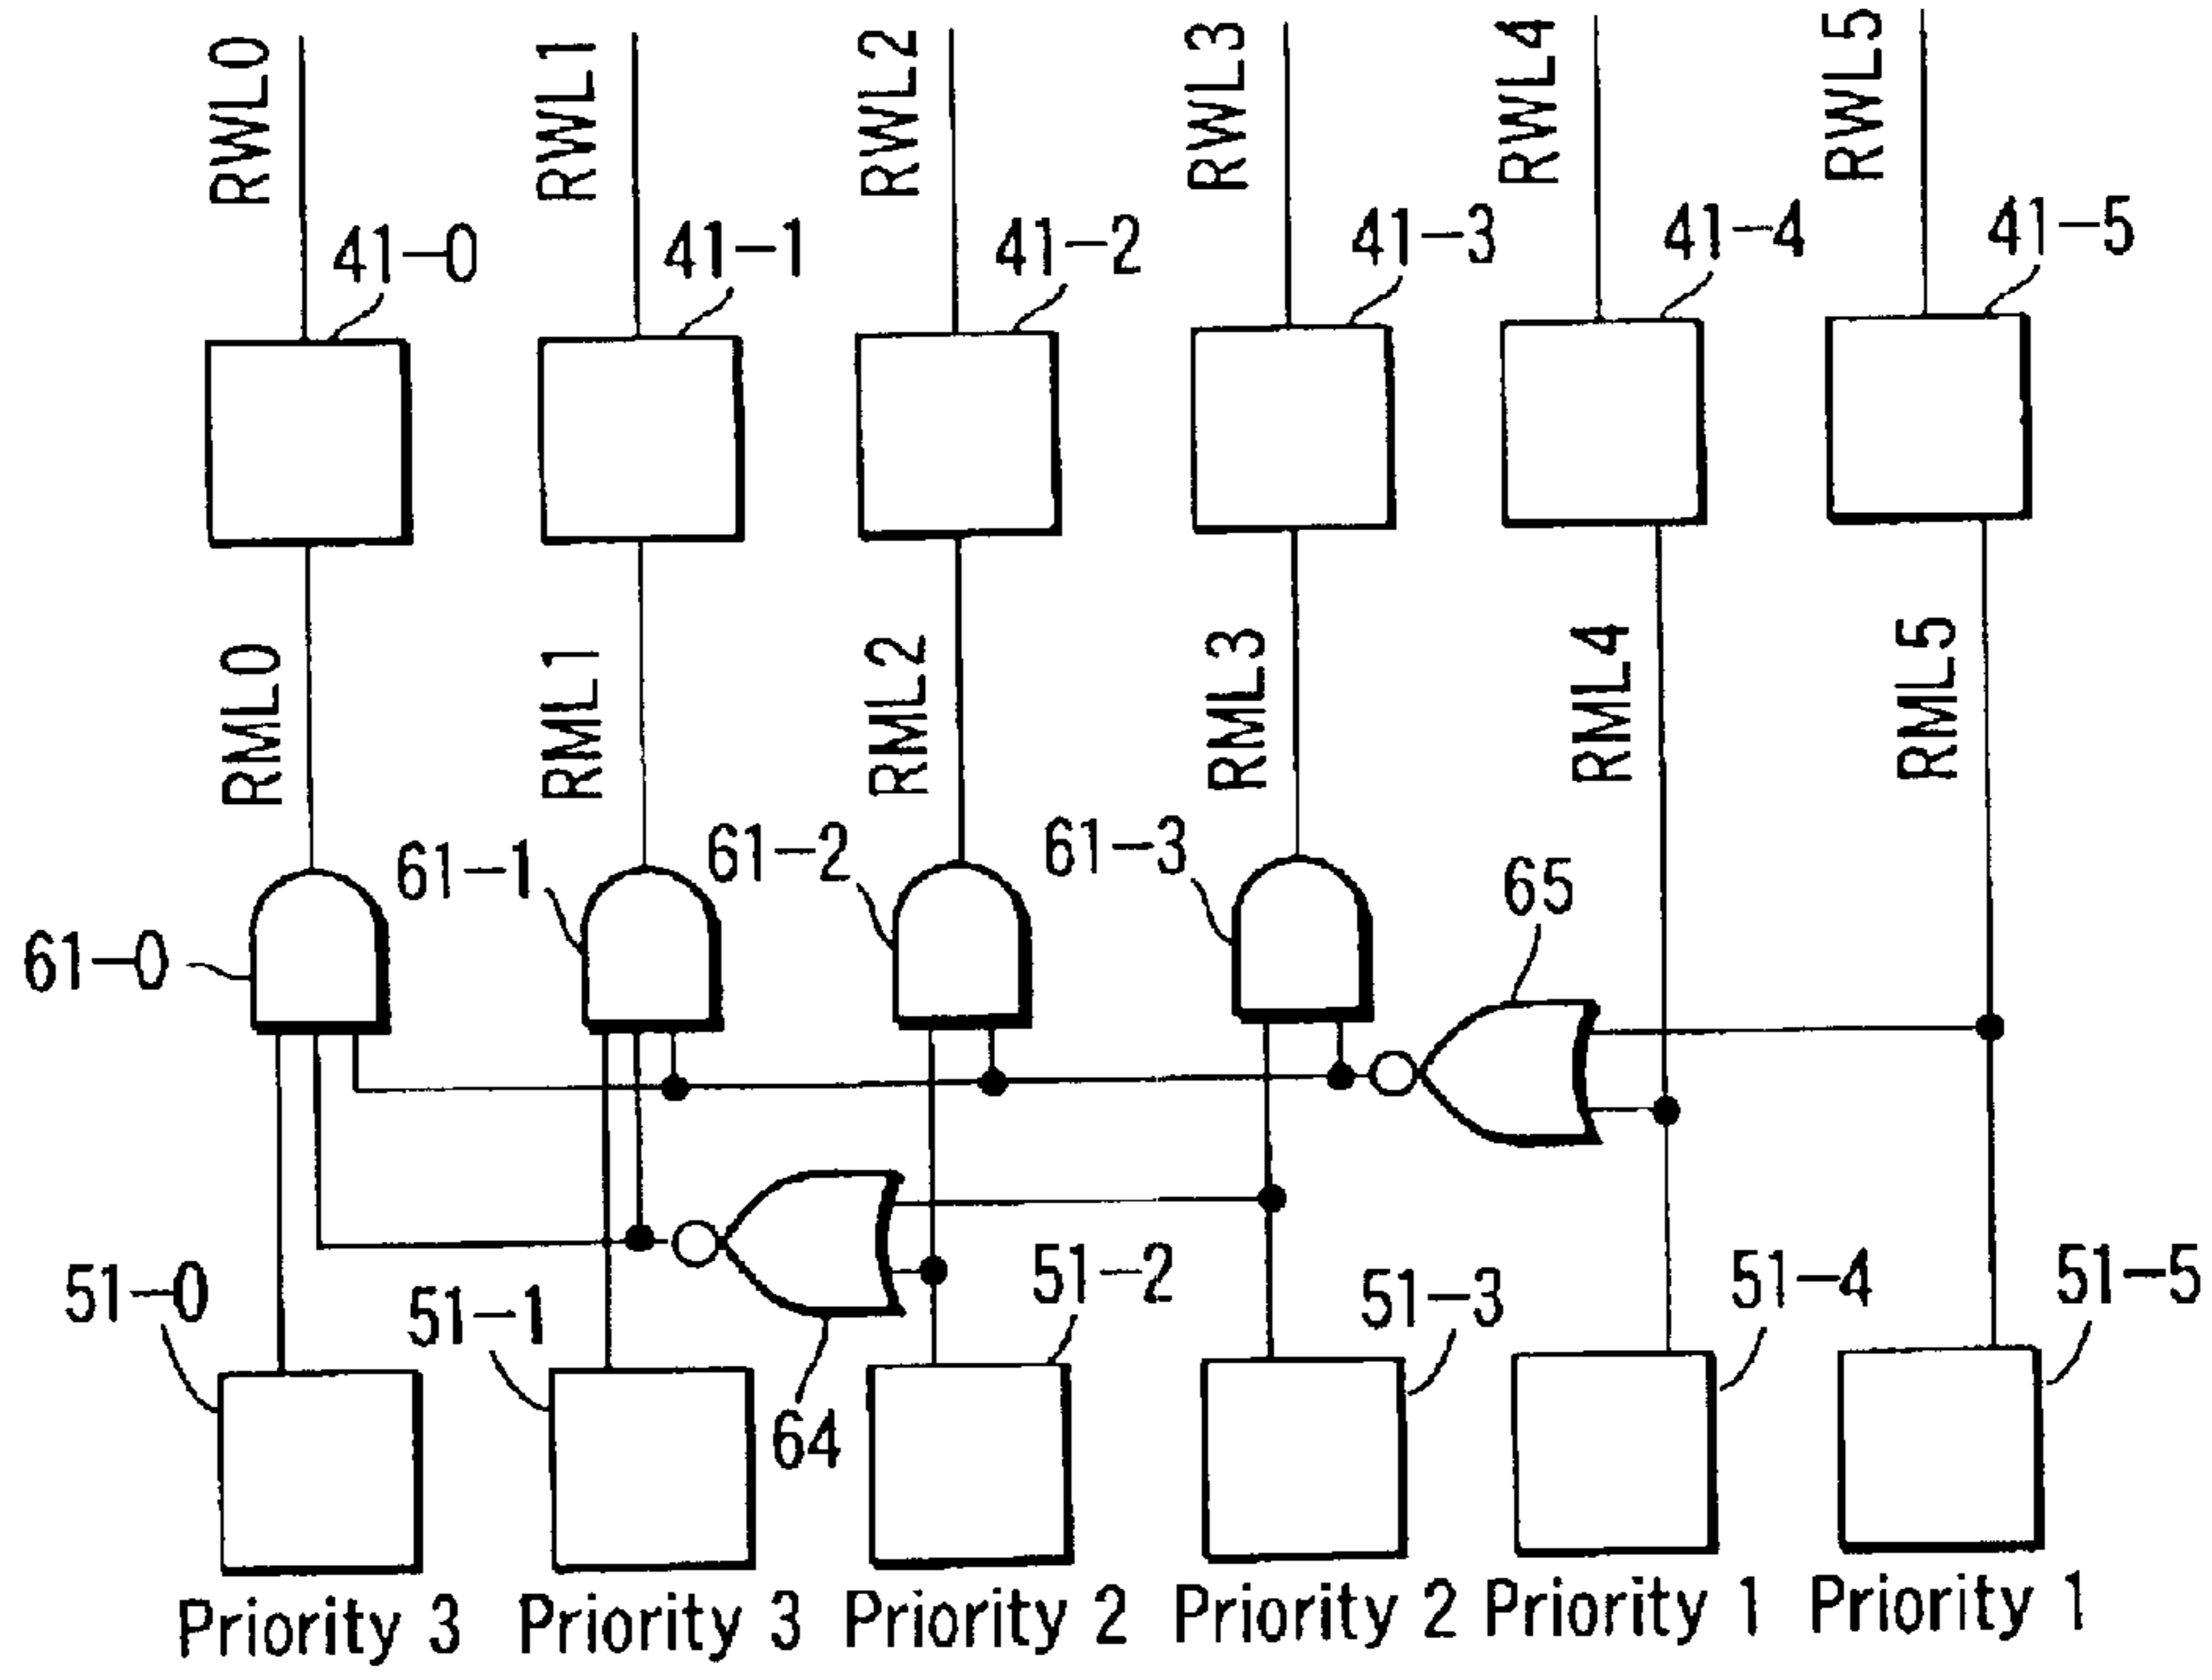 RWL0
RWL1
RWL2
RWL3
RWL4
RWL5
41-0
41-1
41-2
41-3
41-4
41-5
RML0
RML1
RML2
RML3
RML4
RML5
61-0
61-1
61-2
61-3
65
51-0
51-1
64
51-2
51-3
51-4
51-5
Priority 3
Priority 3
Priority 2
Priority 2
Priority 1
Priority 1